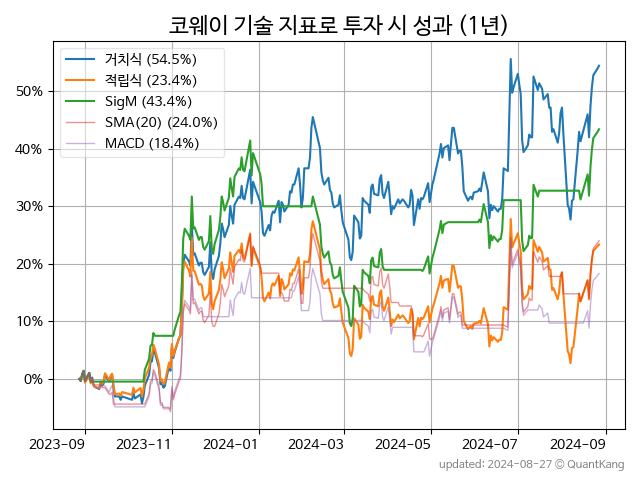 코웨이 기술 지표로 투자 시 성과 (1년)
거치식 (54.5%)
적립식 (23.4%)
SigM (43.4%)
SMA(20) (24.0%)
MACD (18.4%)
50%
40%
30%
20%
10%
0%
2023-09 2023-11 2024-01 2024-03 2024-05 2024-07 2024-09
updated: 2024-08-27 © QuantKang